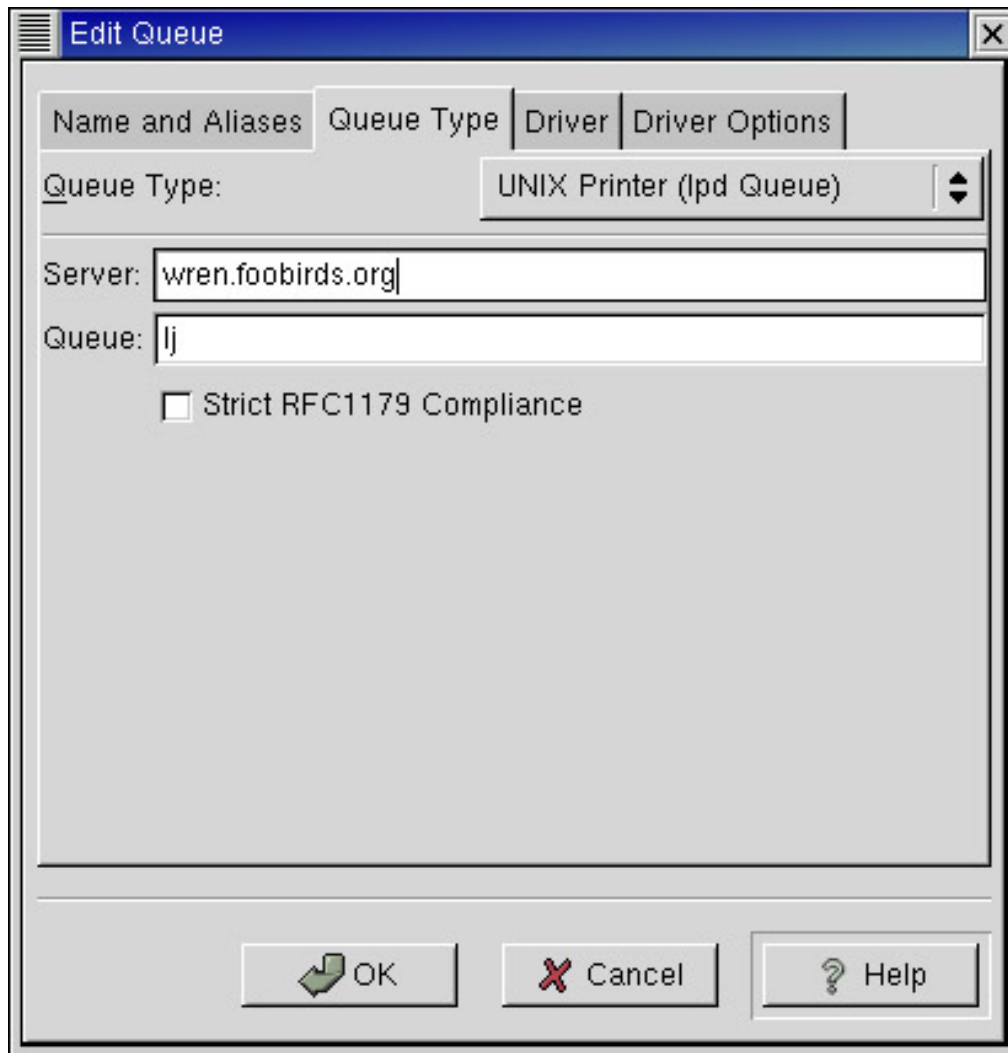 Edit Queue
Name and Aliases Queue Type Driver Driver Options
Queue Type: UNIX Printer (lpd Queue)
Server: wren.foobirds.org
Queue: lj
Strict RFC1179 Compliance
OK Cancel Help